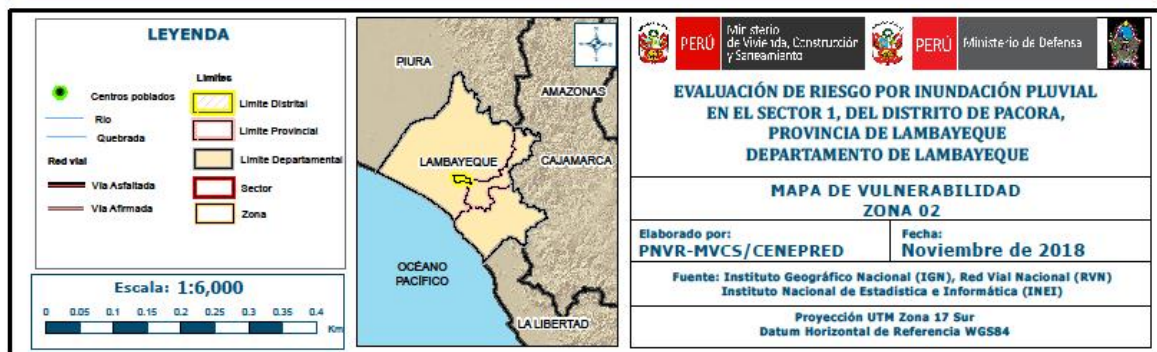 LEYENDA
Centros poblados
Rio
Quebrada
Red vial
Vía Asfaltada
Vía Afirmada
Limites
Limite Distrital
Limite Provincial
Limite Departamental
Sector
Zona
Escala: 1:6,000
0 0.05 0.1 0.15 0.2 0.25 0.3 0.35 0.4
Km
PIURA
AMAZONAS
LAMBAYEQUE
CAJAMARCA
OCÉANO
PACÍFICO
LA LIBERTAD
PERÚ
Ministerio
de Vivienda, Construcción
y Saneamiento
PERÚ
Ministerio de Defensa
EVALUACIÓN DE RIESGO POR INUNDACIÓN PLUVIAL
EN EL SECTOR 1, DEL DISTRITO DE PACORA,
PROVINCIA DE LAMBAYEQUE
DEPARTAMENTO DE LAMBAYEQUE
MAPA DE VULNERABILIDAD
ZONA 02
Elaborado por:
PNVR-MVCS/CENEPRED
Fecha:
Noviembre de 2018
Fuente: Instituto Geográfico Nacional (IGN), Red Vial Nacional (RVN)
Instituto Nacional de Estadística e Informática (INEI)
Proyección UTM Zona 17 Sur
Datum Horizontal de Referencia WGS84